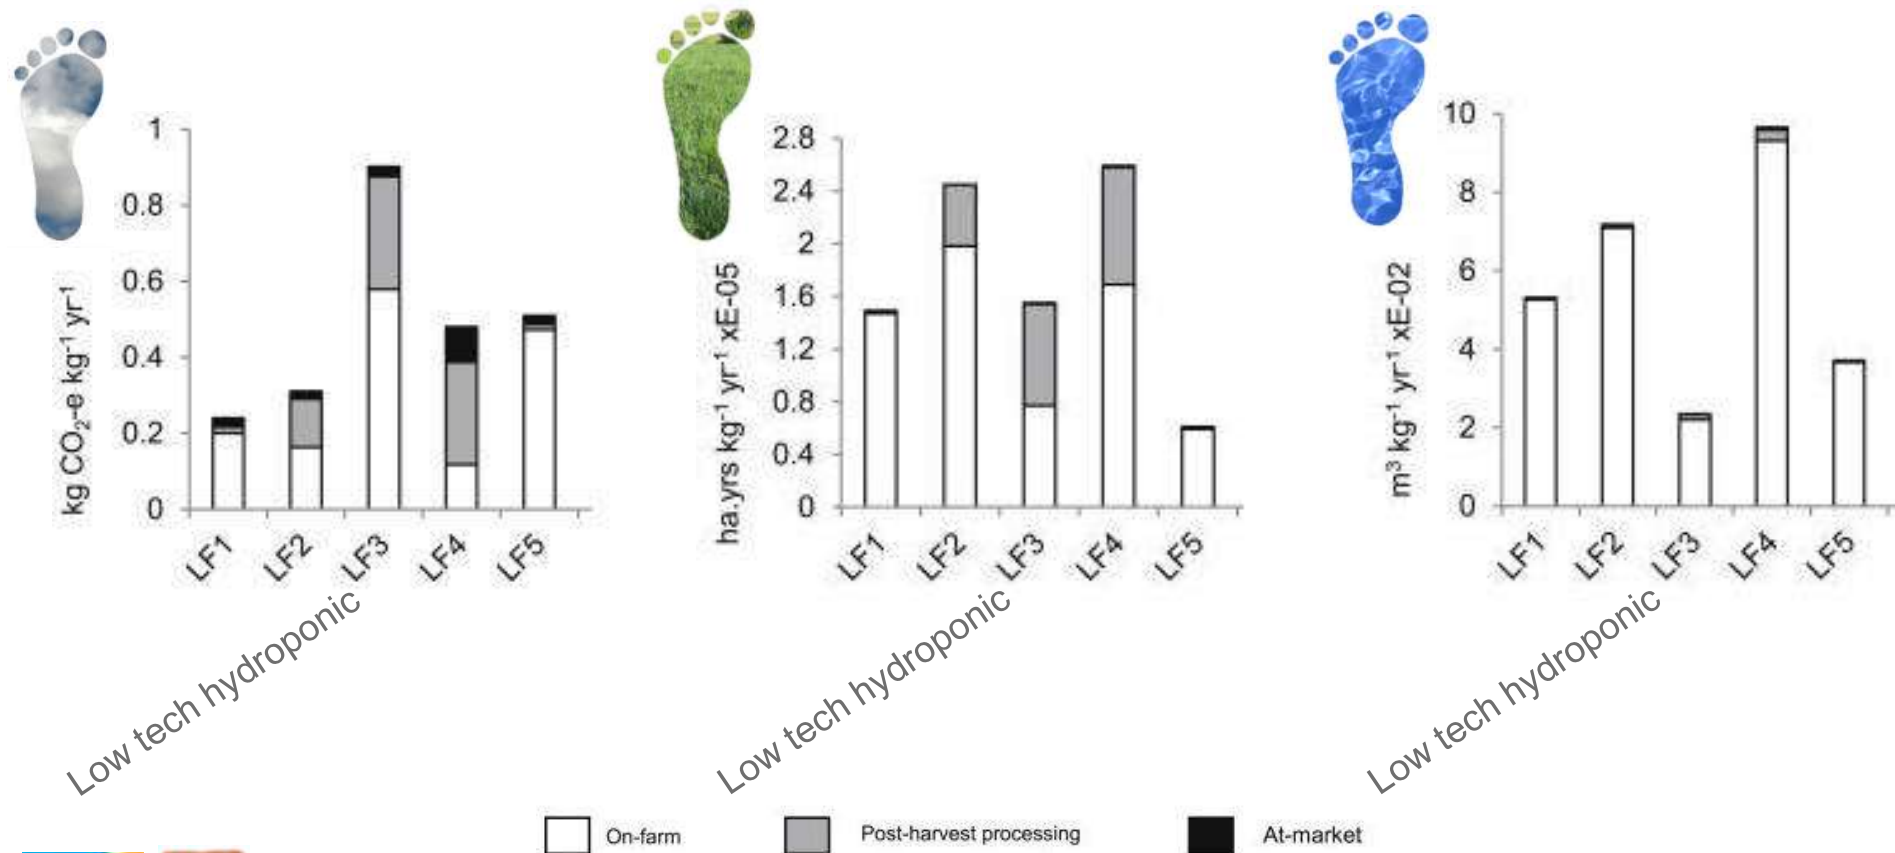 kg CO₂-e kg⁻¹ yr⁻¹
1
0.8
0.6
0.4
0.2
0
LF1
LF2
LF3
LF4
LF5
Low tech hydroponic
ha.yrs kg⁻¹ yr⁻¹ xE-05
2.8
2.4
2
1.6
1.2
0.8
0.4
0
LF1
LF2
LF3
LF4
LF5
Low tech hydroponic
m³ kg⁻¹ yr⁻¹ xE-02
10
8
6
4
2
0
LF1
LF2
LF3
LF4
LF5
Low tech hydroponic
On-farm
Post-harvest processing
At-market